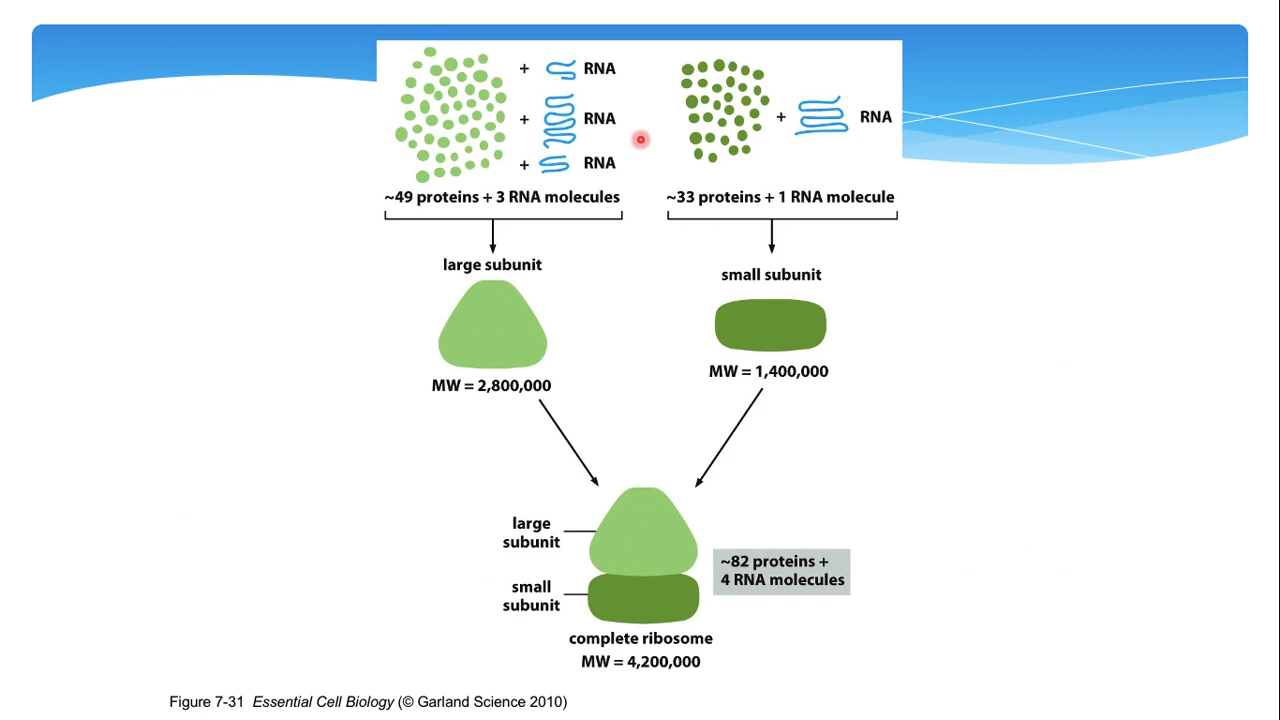 + RNA
+ RNA
+ RNA
~49 proteins + 3 RNA molecules
+ RNA
~33 proteins + 1 RNA molecule
large subunit
MW = 2,800,000
small subunit
MW = 1,400,000
large
subunit
small
subunit
~82 proteins +
4 RNA molecules
complete ribosome
MW = 4,200,000
Figure 7-31 Essential Cell Biology (© Garland Science 2010)